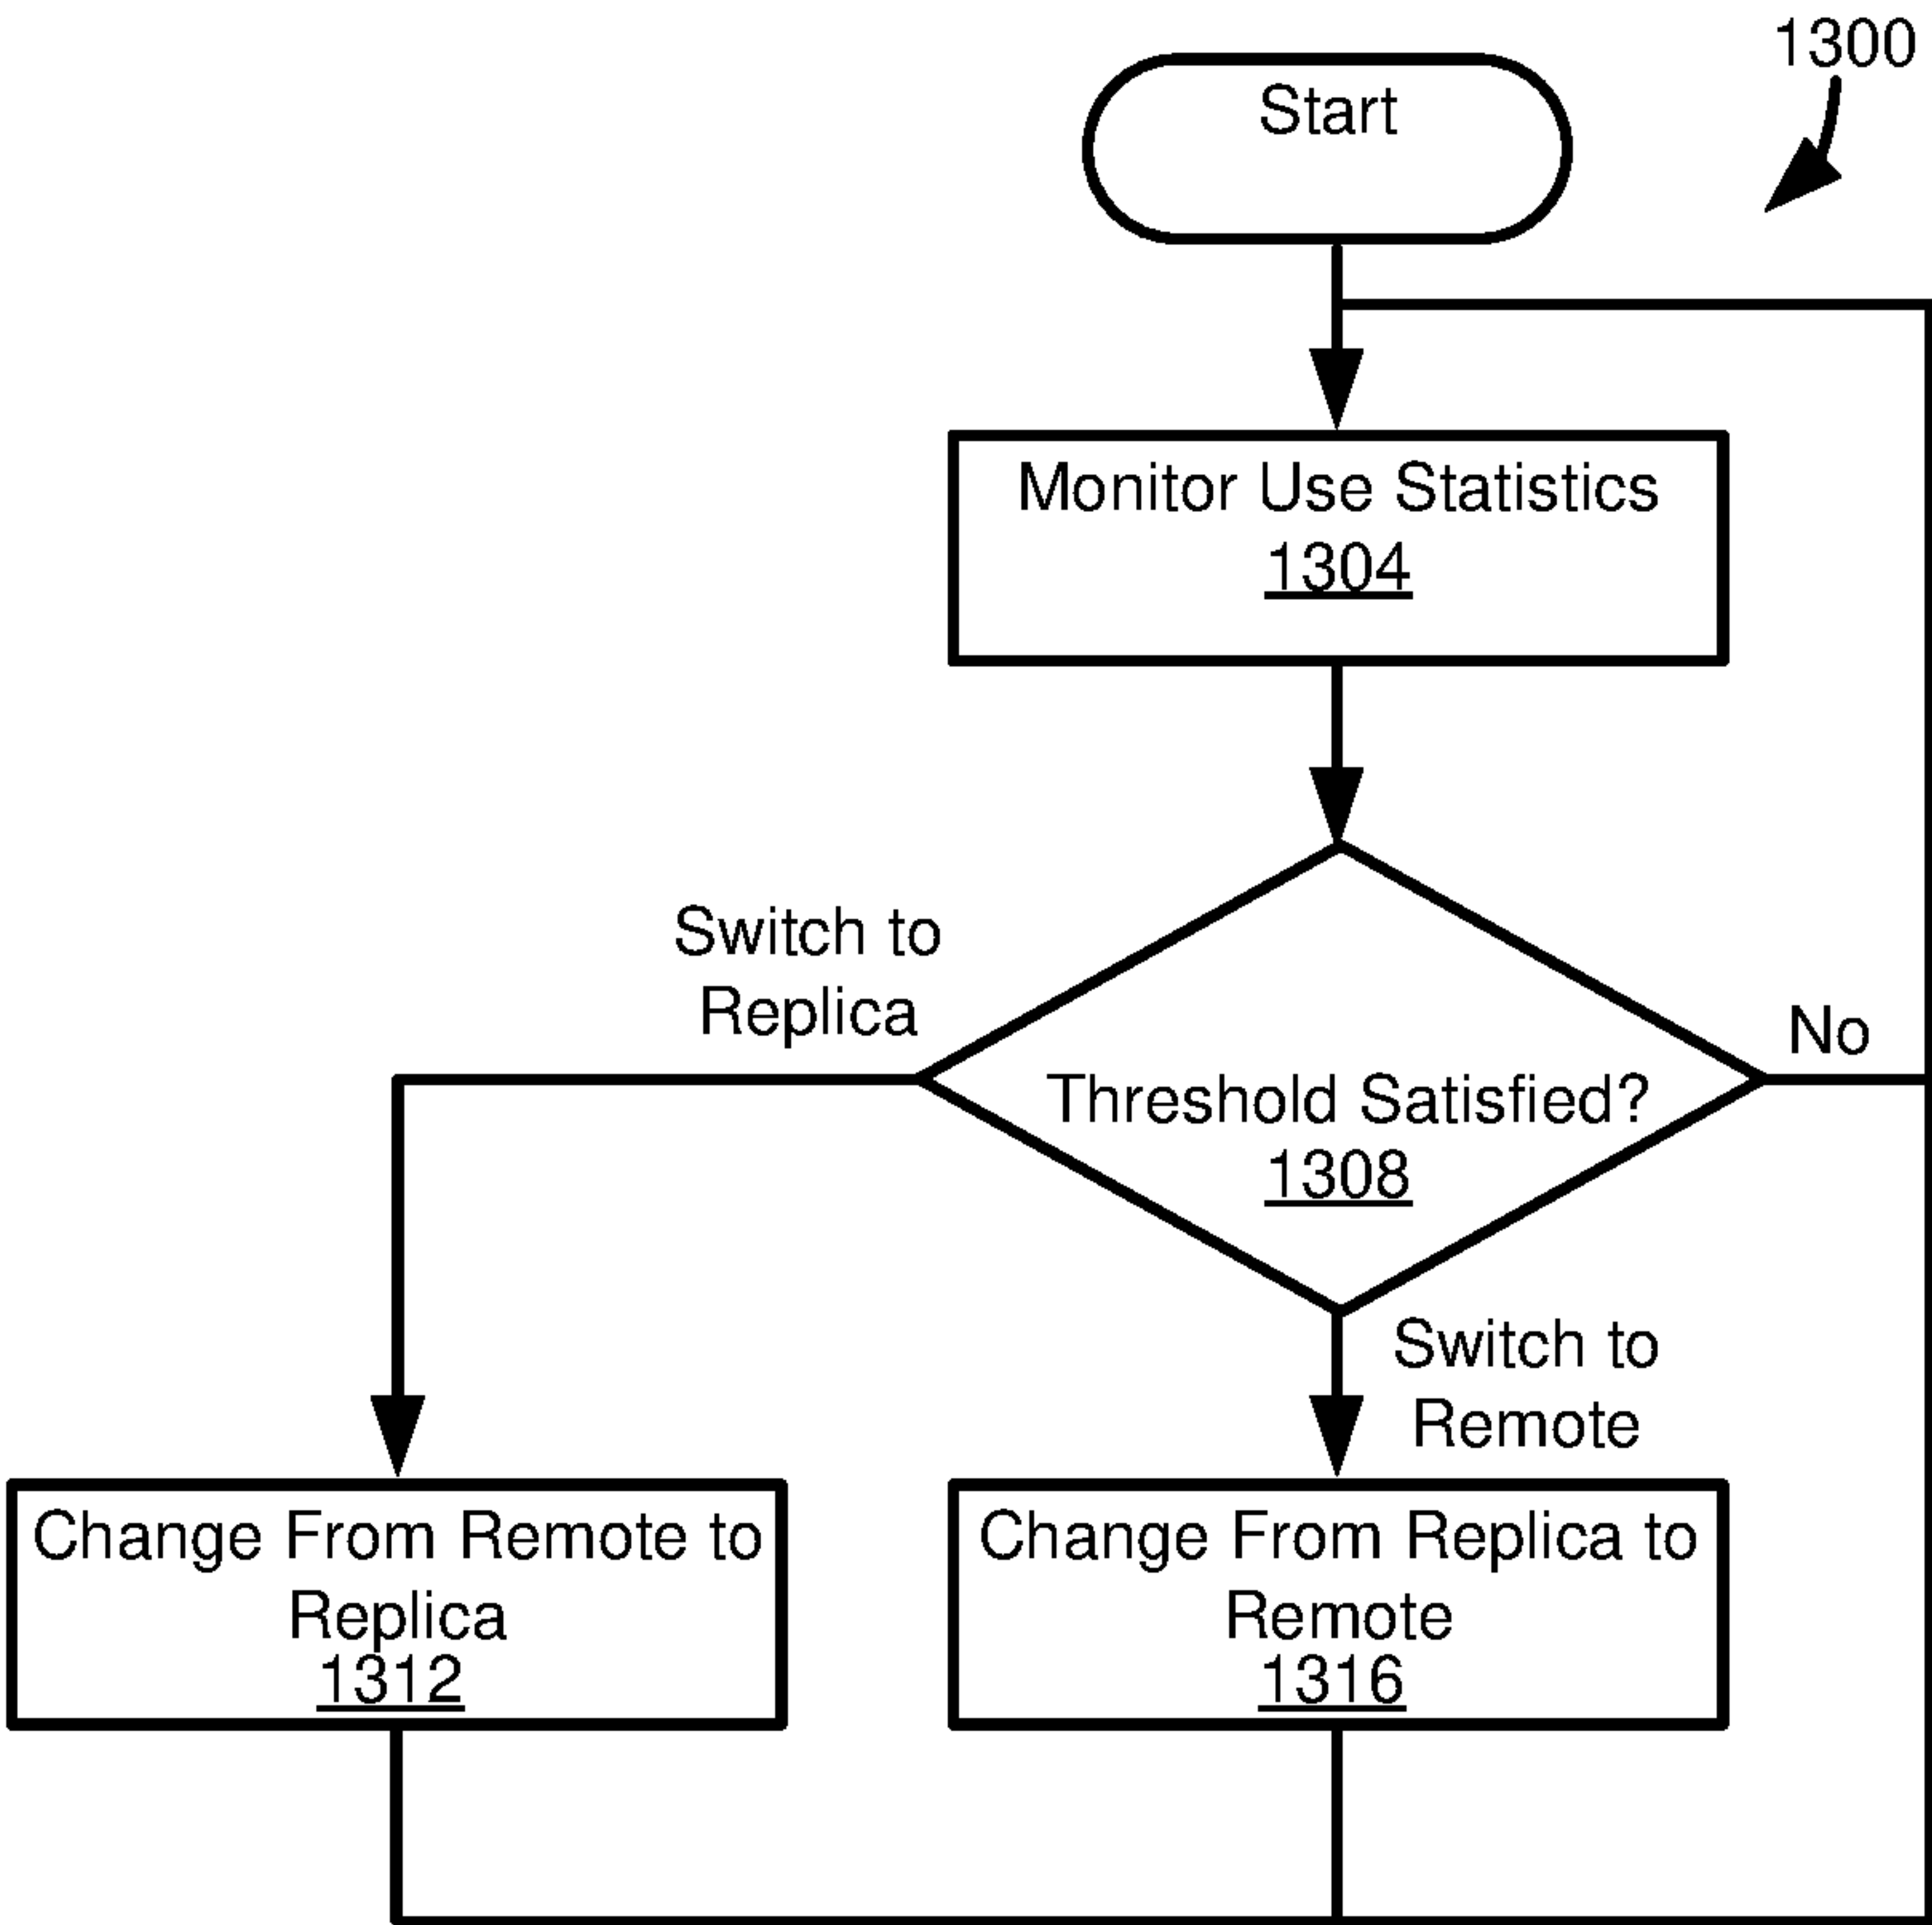 1300
Start
Monitor Use Statistics
1304
Switch to
Replica
No
Threshold Satisfied?
1308
Switch to
Remote
Change From Remote to
Replica
1312
Change From Replica to
Remote
1316